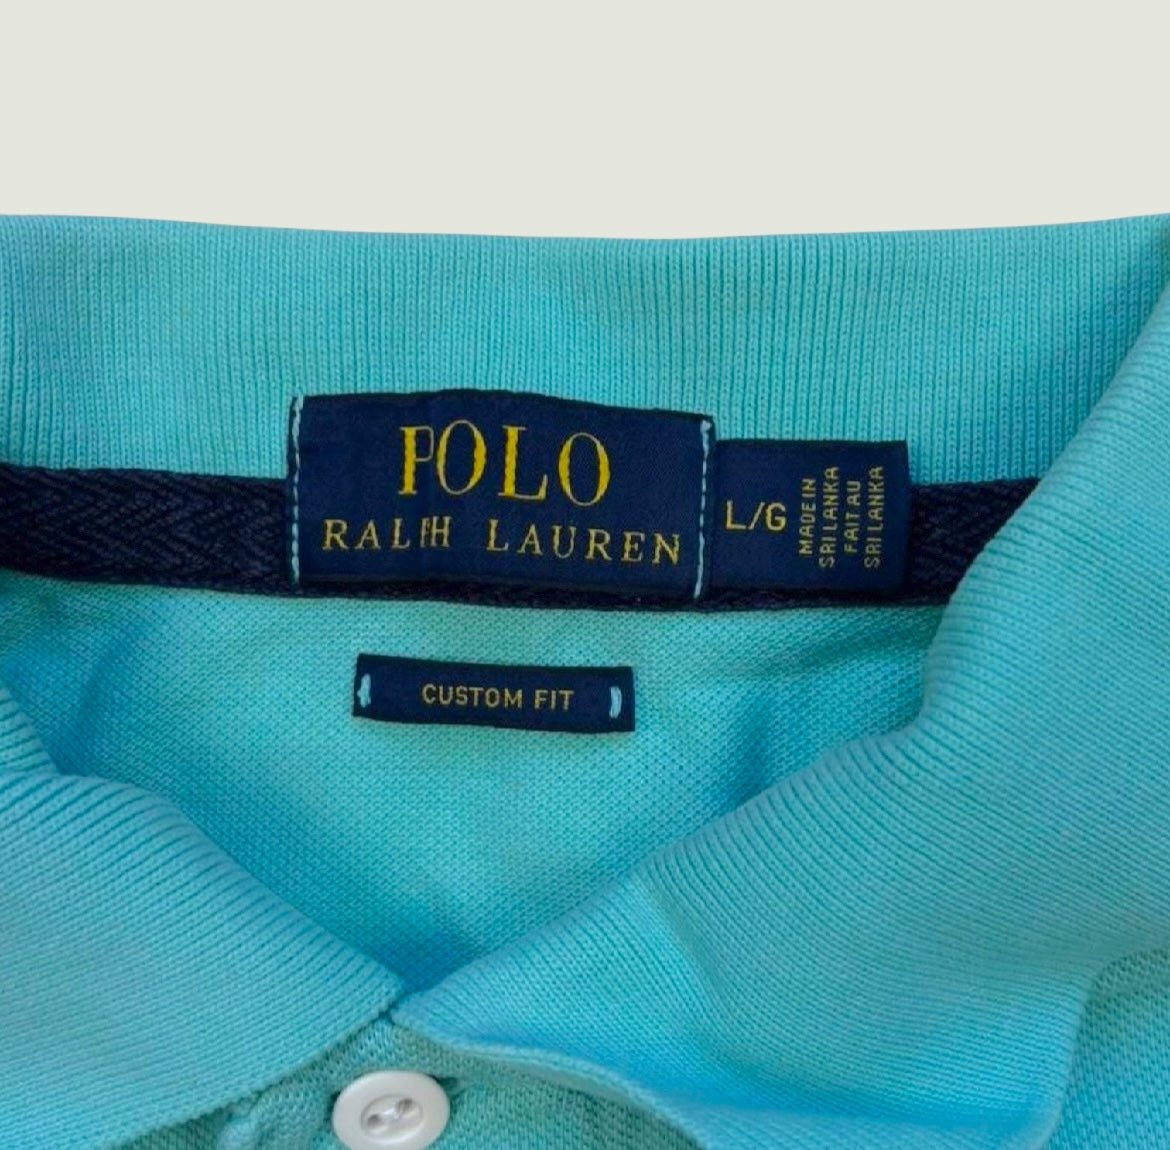 POLO
RALPH LAUREN
L/G
MADE IN
SRI LANKA
FAIT AU
SRI LANKA
CUSTOM FIT